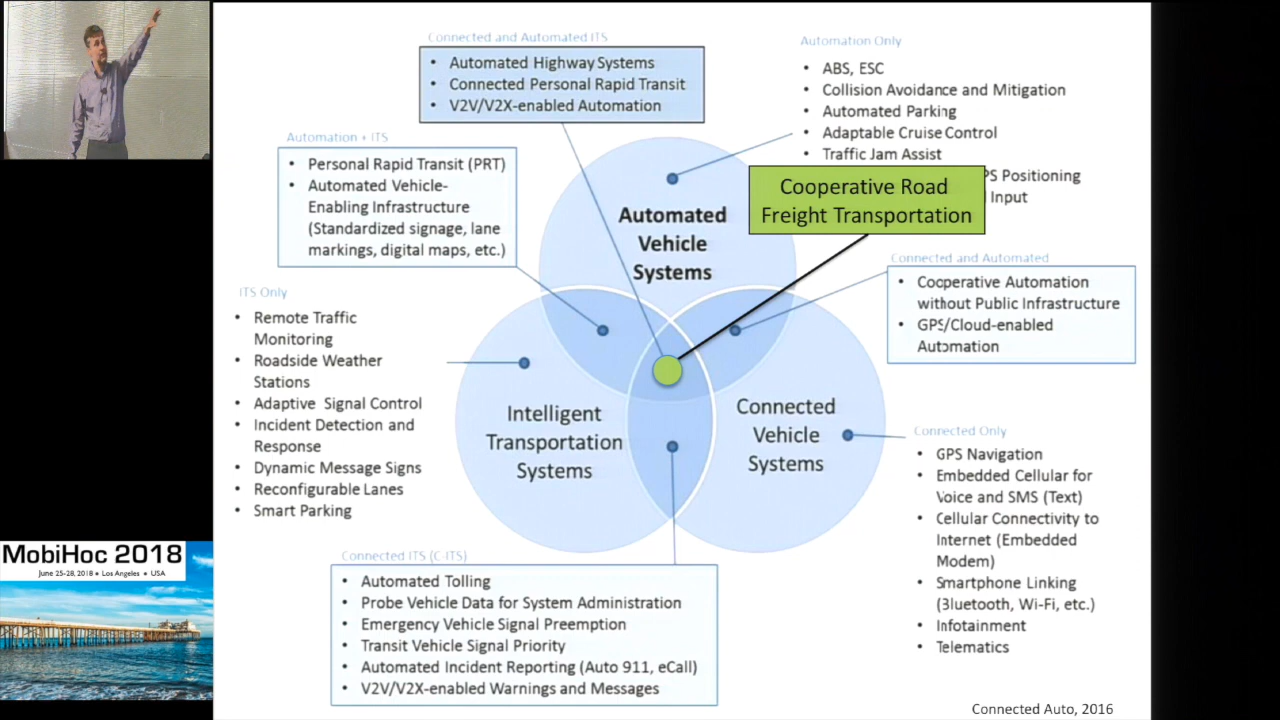 Connected and Automated ITS
• Automated Highway Systems
• Connected Personal Rapid Transit
• V2V/V2X-enabled Automation
Automation Only
• ABS, ESC
• Collision Avoidance and Mitigation
• Automated Parking
• Adaptable Cruise Control
• Traffic Jam Assist
PS Positioning
Input
Cooperative Road
Freight Transportation
Automation + ITS
• Personal Rapid Transit (PRT)
• Automated Vehicle-
Enabling Infrastructure
(Standardized signage, lane
markings, digital maps, etc.)
Automated
Vehicle
Systems
Connected and Automated
• Cooperative Automation
without Public Infrastructure
• GPS/Cloud-enabled
Automation
ITS Only
• Remote Traffic
Monitoring
• Roadside Weather
Stations
• Adaptive Signal Control
• Incident Detection and
Response
• Dynamic Message Signs
• Reconfigurable Lanes
• Smart Parking
Intelligent
Transportation
Systems
Connected
Vehicle
Systems
Connected Only
• GPS Navigation
• Embedded Cellular for
Voice and SMS (Text)
• Cellular Connectivity to
Internet (Embedded
Modem)
• Smartphone Linking
(Bluetooth, Wi-Fi, etc.)
• Infotainment
• Telematics
Connected ITS (C-ITS)
• Automated Tolling
• Probe Vehicle Data for System Administration
• Emergency Vehicle Signal Preemption
• Transit Vehicle Signal Priority
• Automated Incident Reporting (Auto 911, eCall)
• V2V/V2X-enabled Warnings and Messages
Connected Auto, 2016
MobiHoc 2018
June 25-28, 2018 • Los Angeles • USA